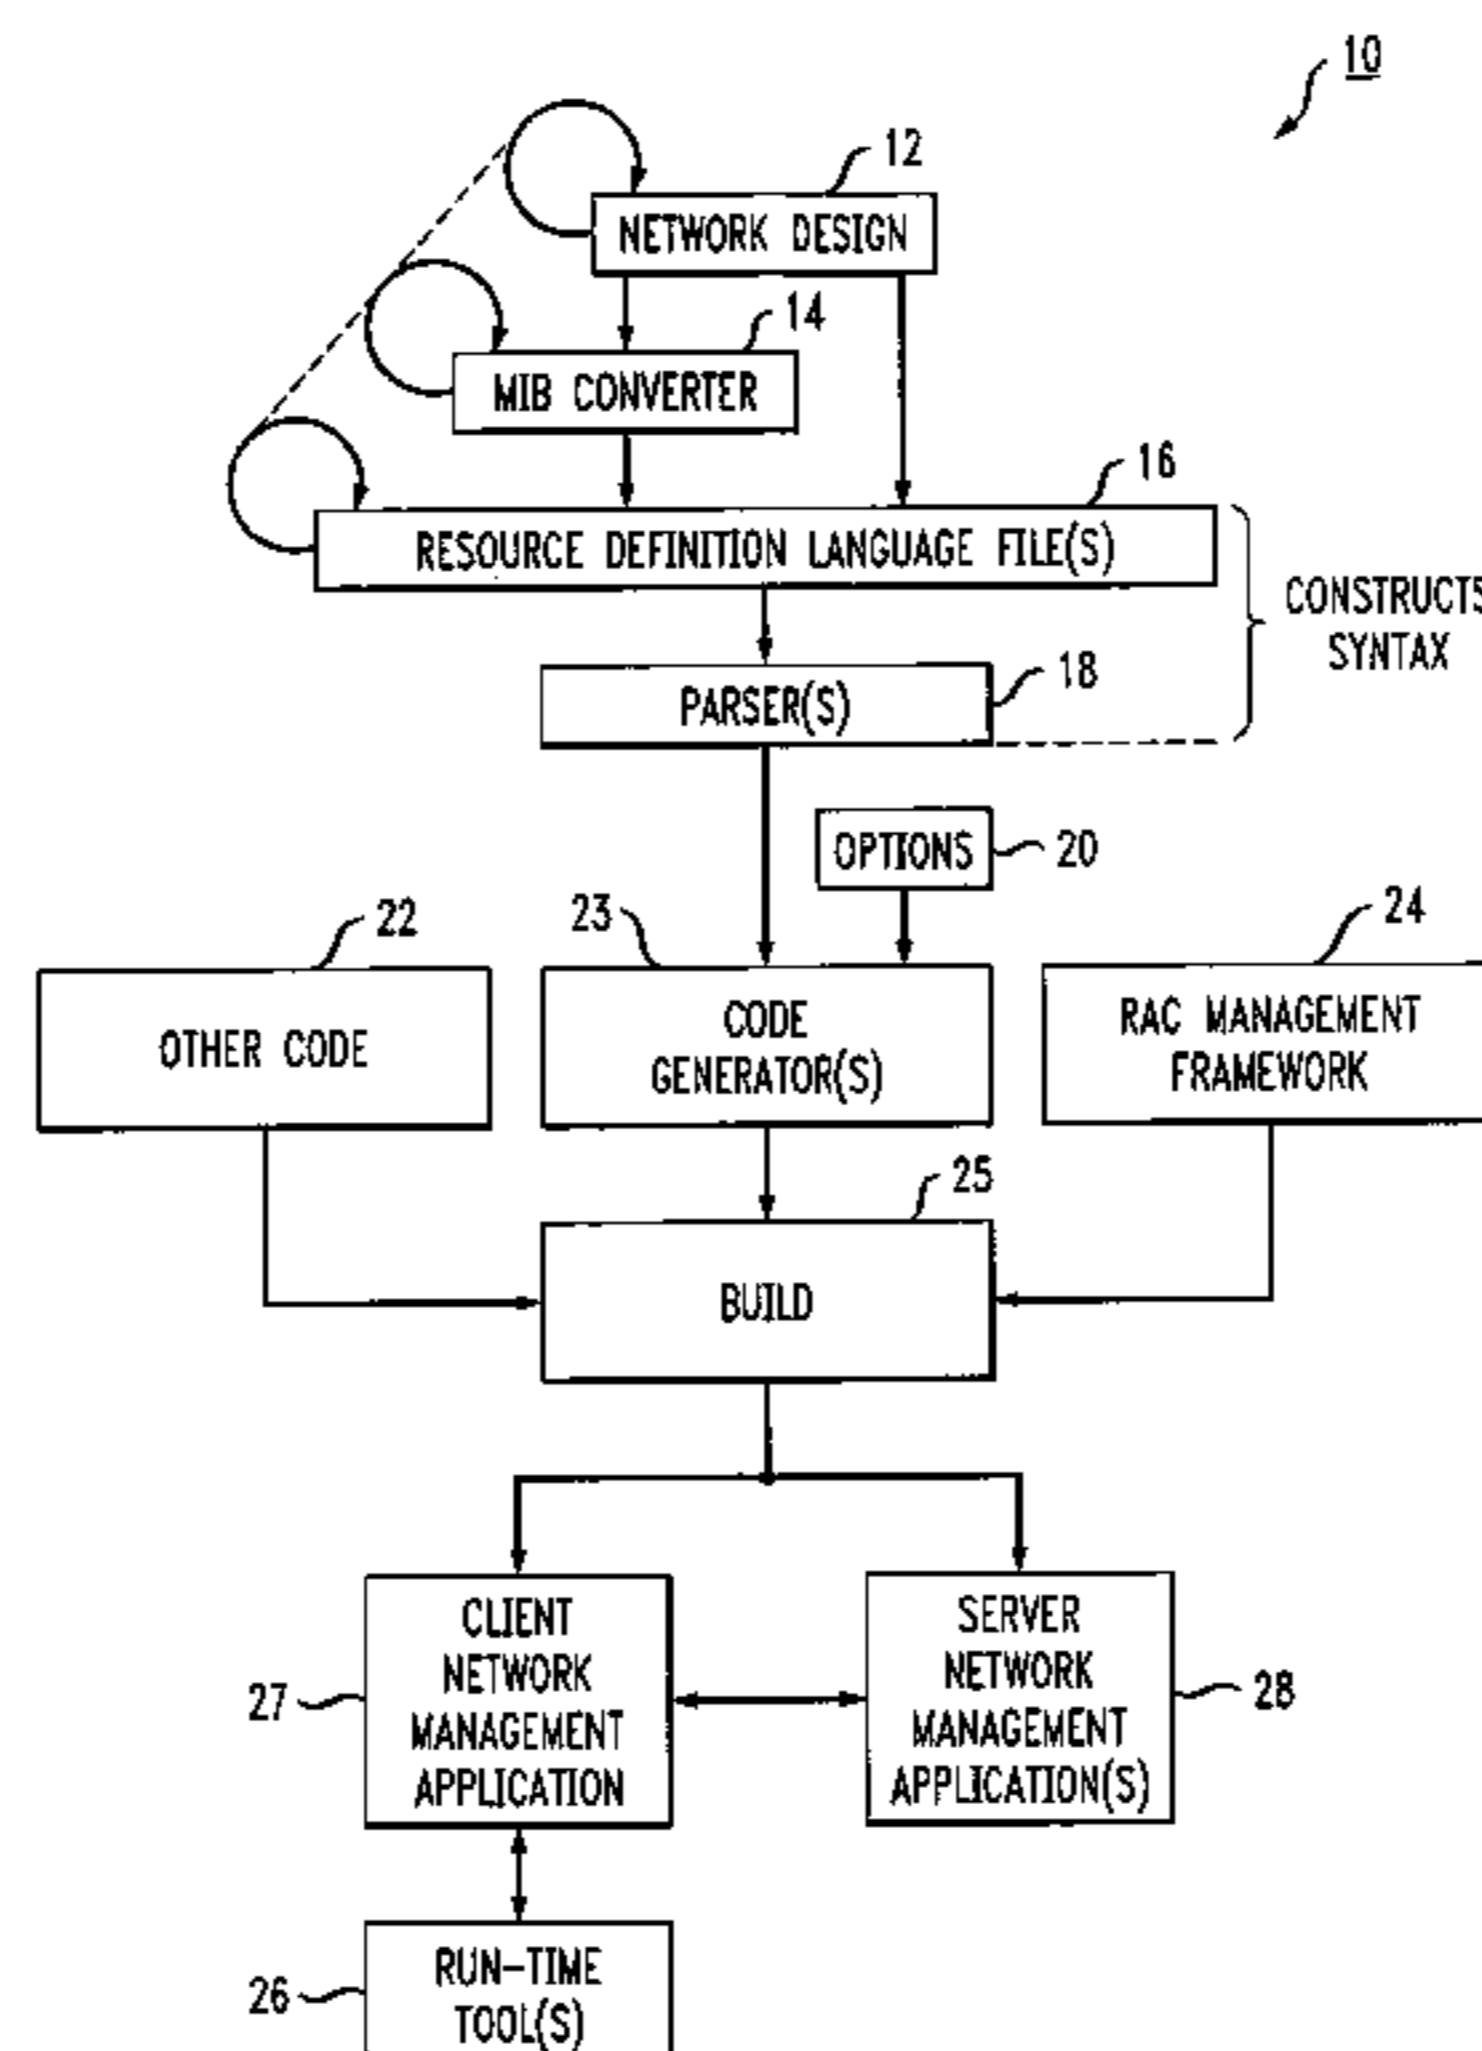 10
12
NETWORK DESIGN
14
MIB CONVERTER
16
RESOURCE DEFINITION LANGUAGE FILE(S)
CONSTRUCTS
SYNTAX
18
PARSER(S)
OPTIONS
20
22
23
24
OTHER CODE
CODE
GENERATOR(S)
RAC MANAGEMENT
FRAMEWORK
25
BUILD
CLIENT
NETWORK
MANAGEMENT
APPLICATION
27
SERVER
NETWORK
MANAGEMENT
APPLICATION(S)
28
RUN-TIME
TOOL(S)
26